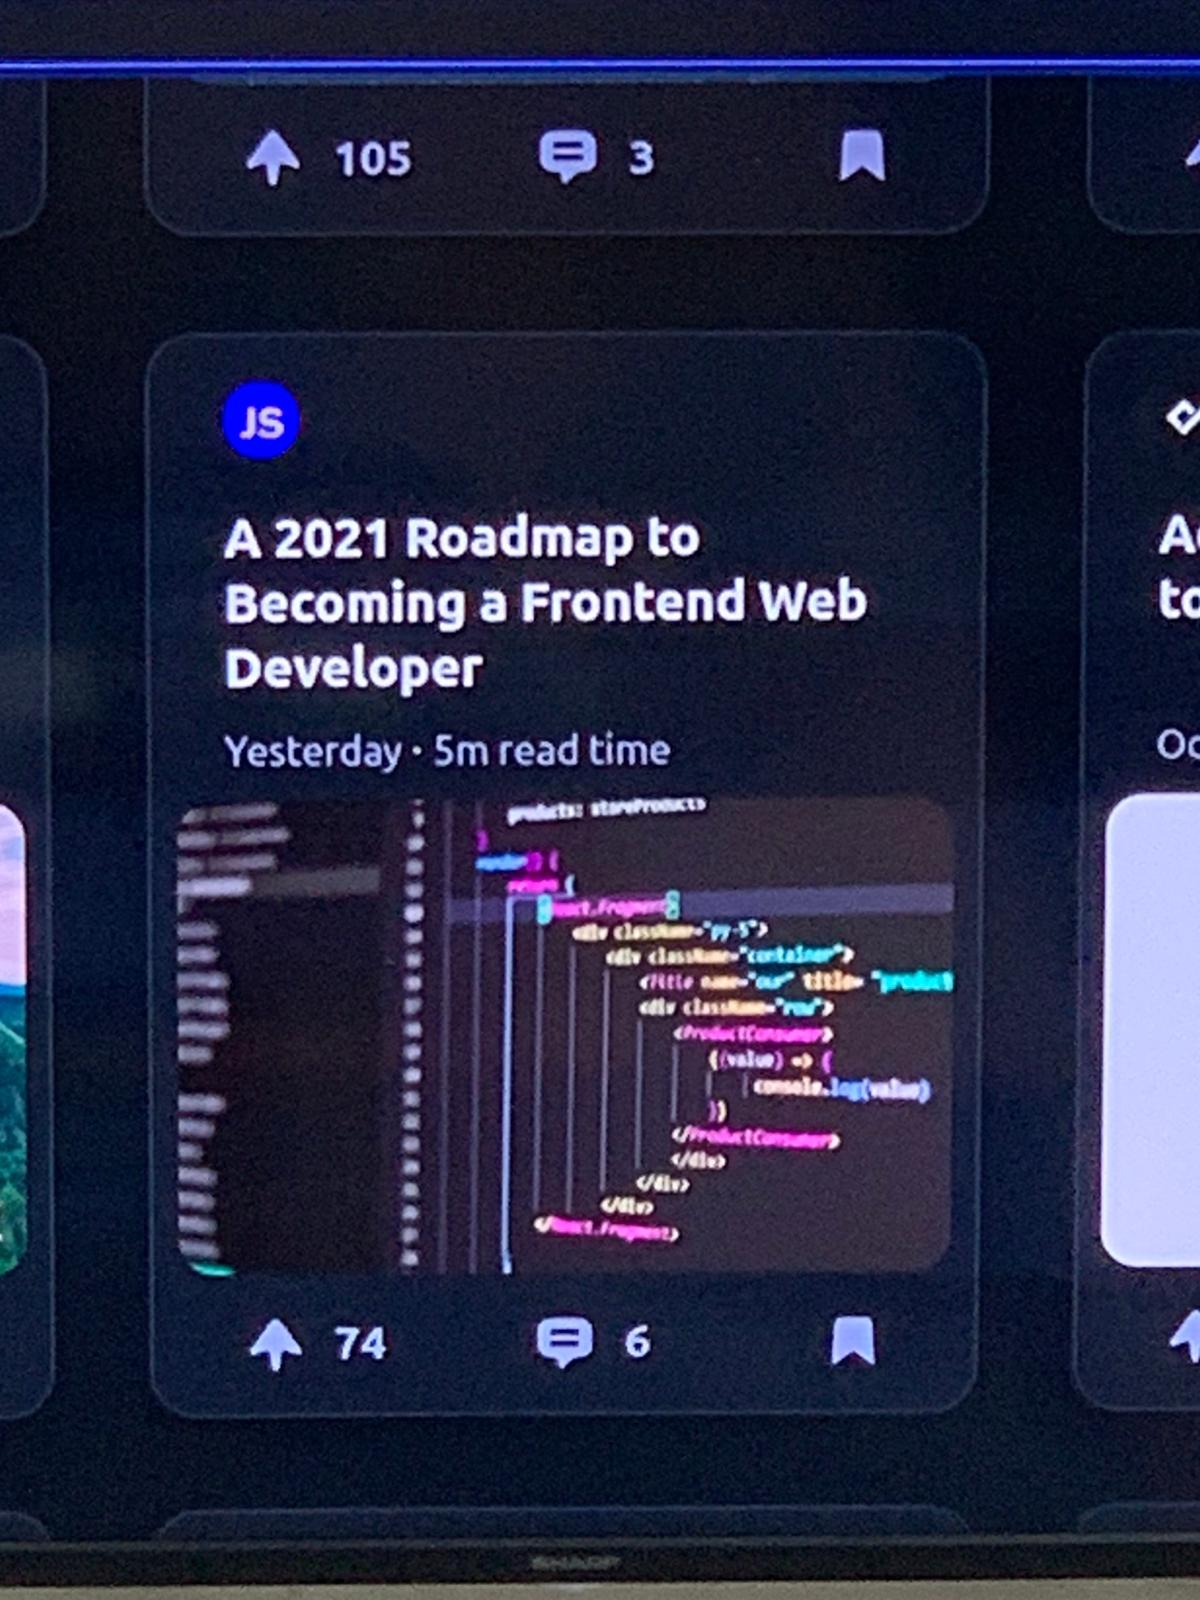 105 3
JS
A 2021 Roadmap to
Becoming a Frontend Web
Developer
Yesterday · 5m read time
products: storeProducts
}
render() {
return (
<React.Fragment>
<div className="py-5">
<div className="container">
<Title name="our" title= "product
<div className="row">
<ProductConsumer>
{(value) => {
console.log(value)
}}
</ProductConsumer>
</div>
</div>
</div>
</React.Fragment>
74 6
to
SHARP